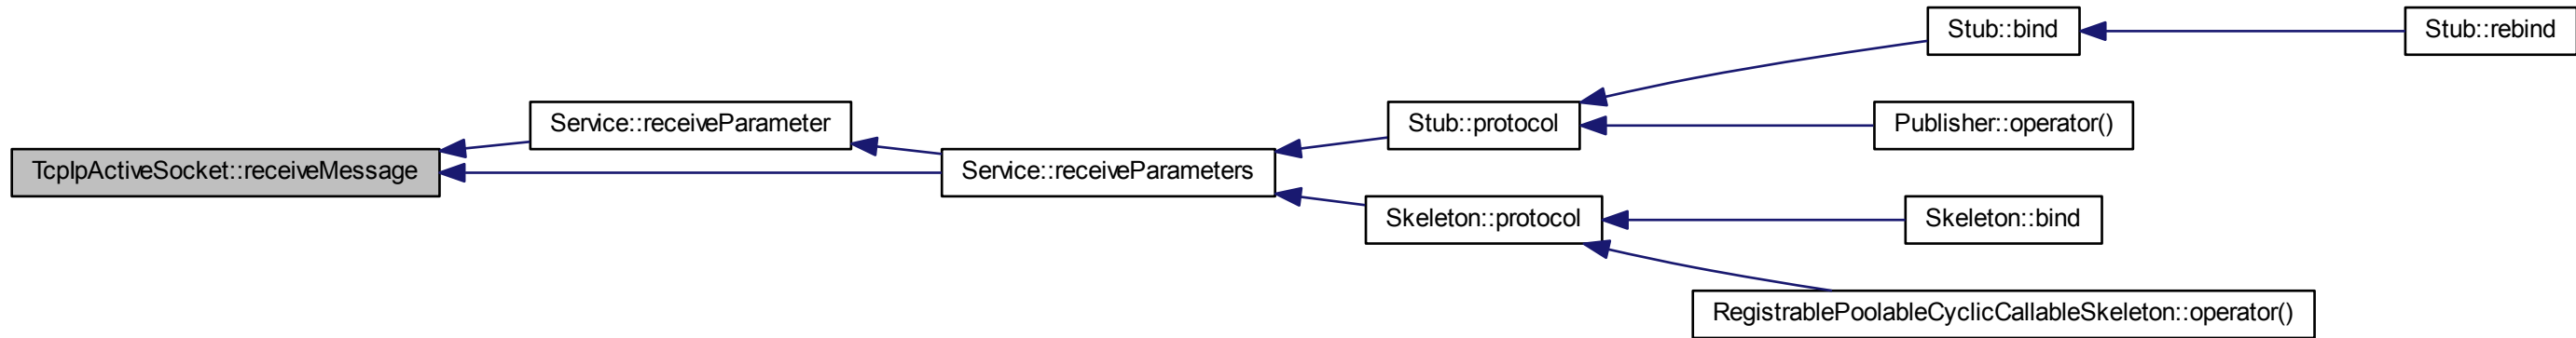 TcpIpActiveSocket::receiveMessage
Service::receiveParameter
Service::receiveParameters
Stub::protocol
Stub::bind
Stub::rebind
Publisher::operator()
Skeleton::protocol
Skeleton::bind
RegistrablePoolableCyclicCallableSkeleton::operator()